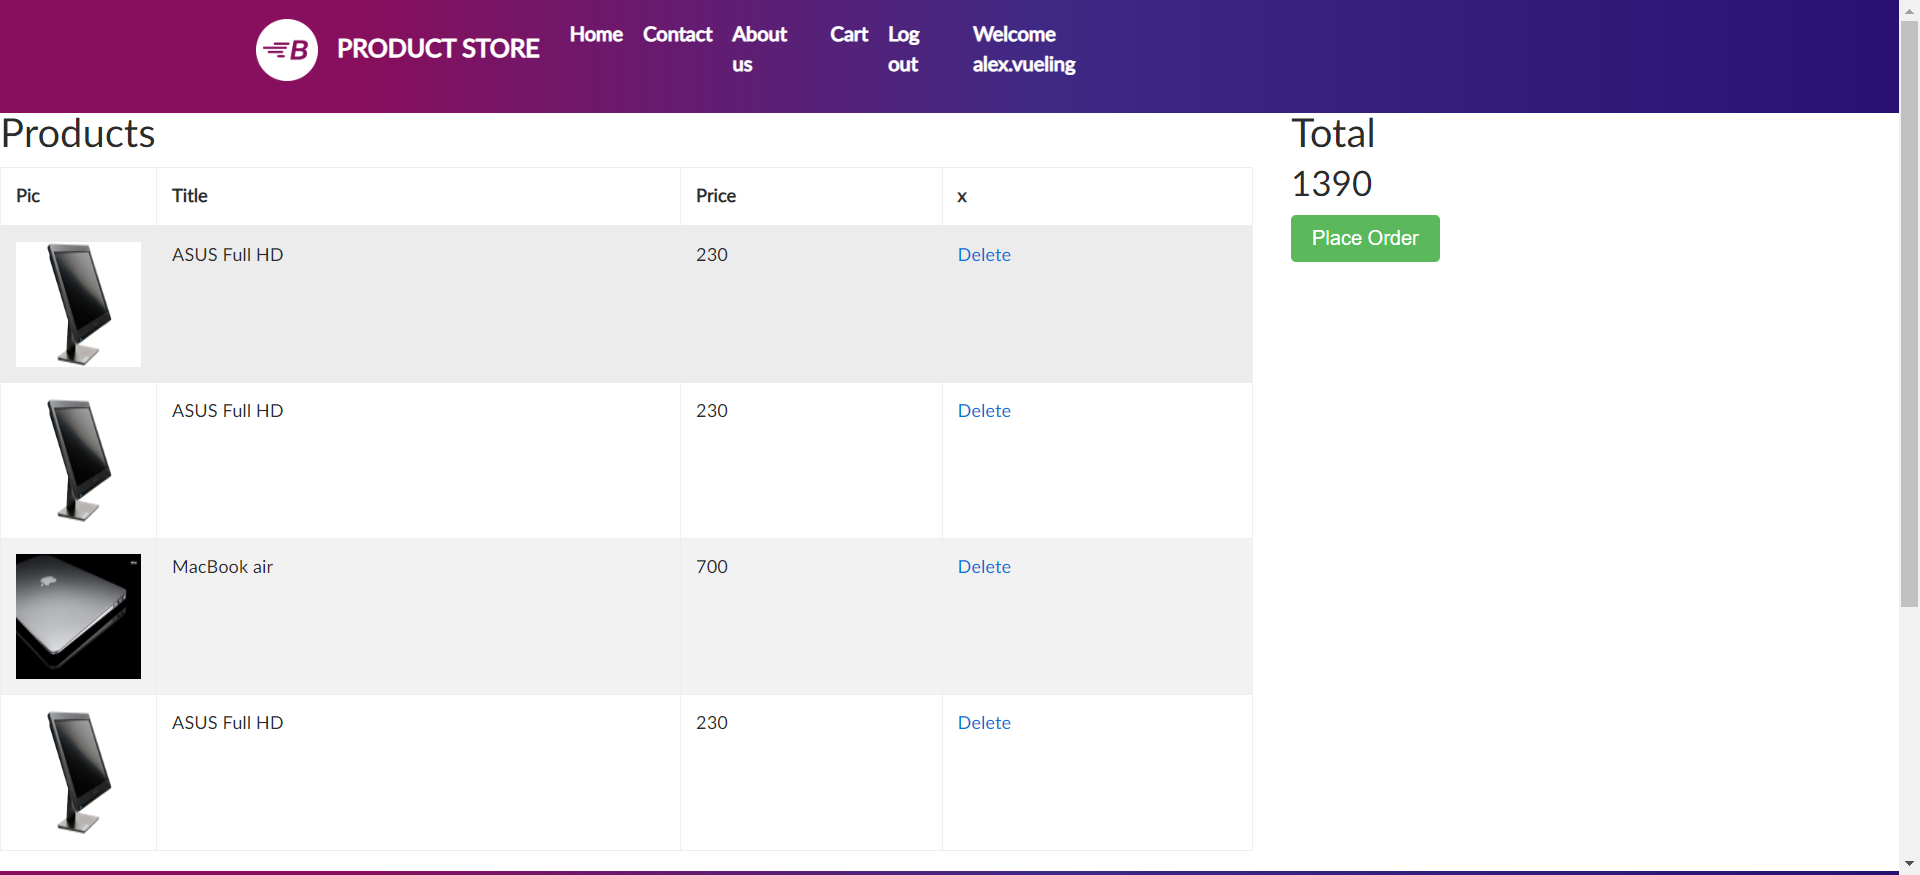 B PRODUCT STORE Home Contact About us Cart Log out Welcome alex.vueling
Products
Total
1390
Place Order
Pic Title Price x
ASUS Full HD 230 Delete
ASUS Full HD 230 Delete
MacBook air 700 Delete
ASUS Full HD 230 Delete